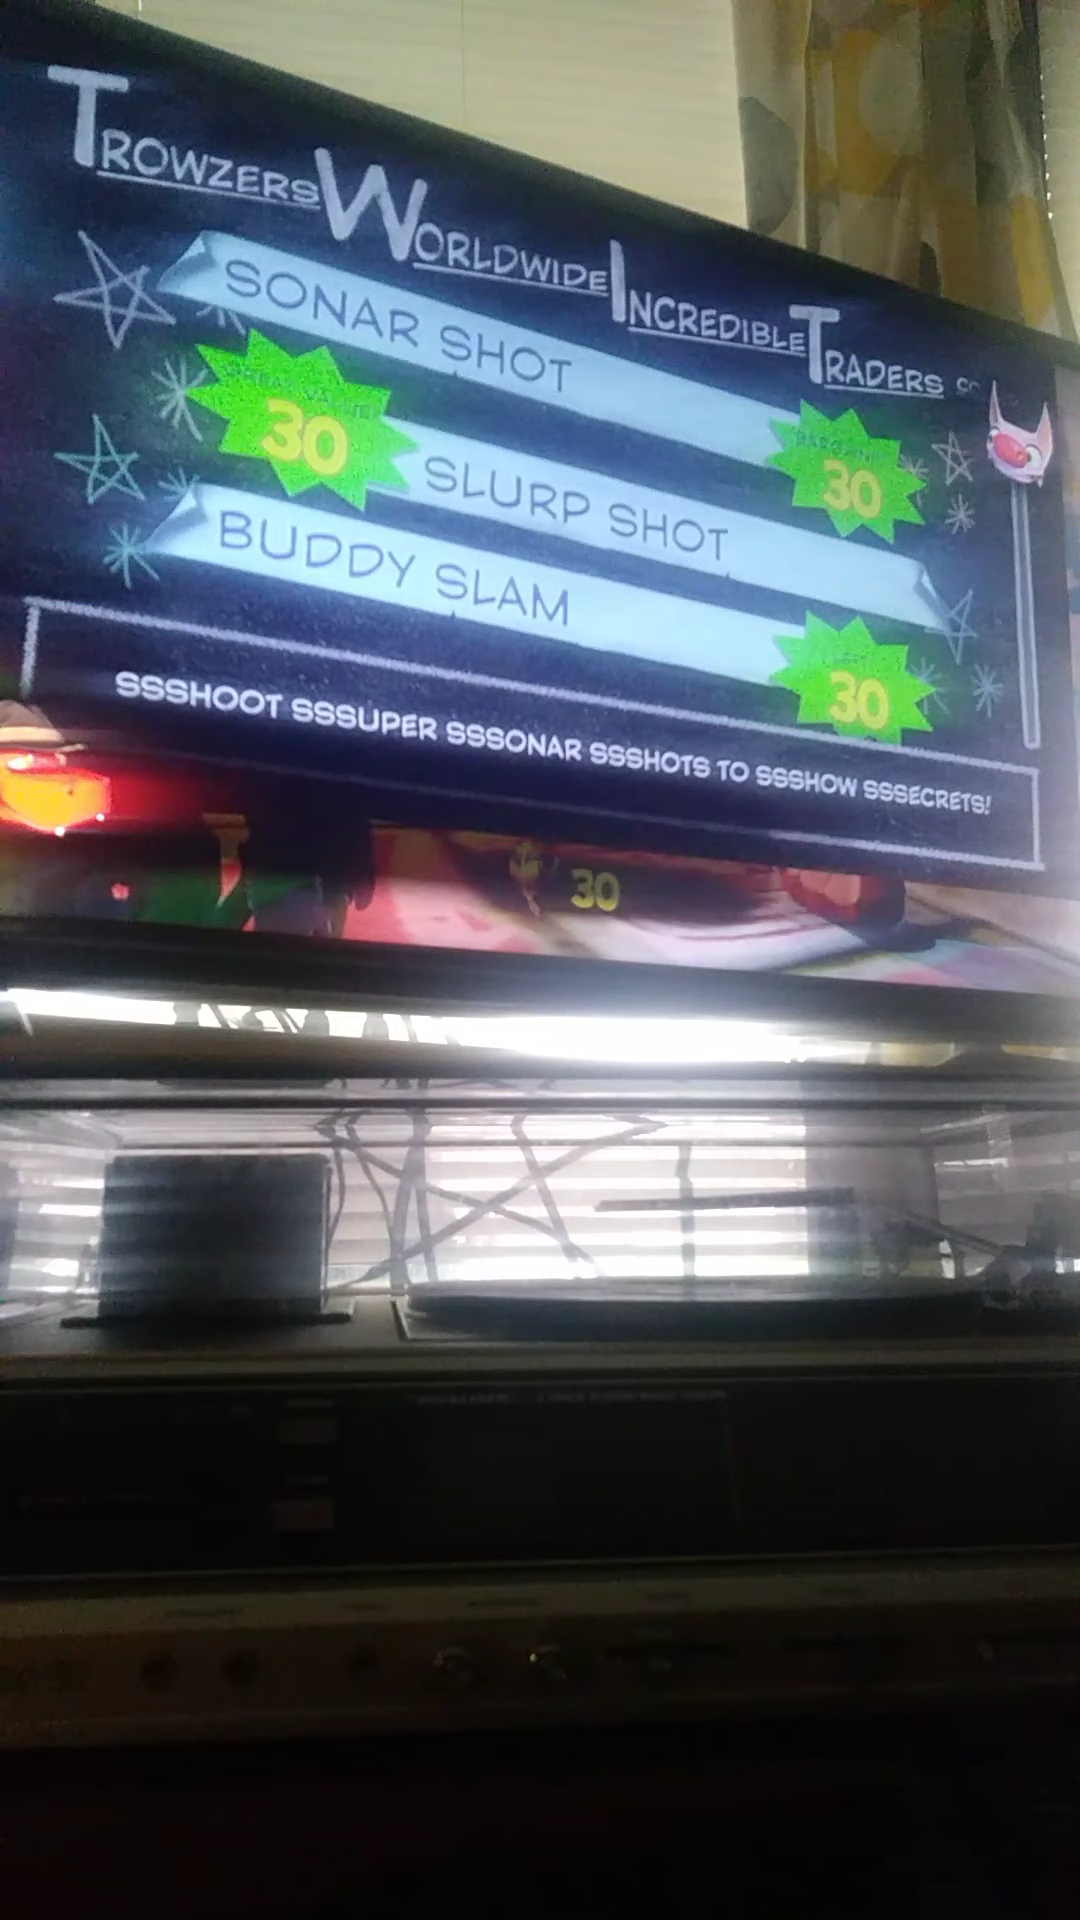 TROWZERS WORLDWIDE INCREDIBLE TRADERS CO
SONAR SHOT
30
30
SLURP SHOT
BUDDY SLAM
30
SSSHOOT SSSUPER SSSONAR SSSHOTS TO SSSHOW SSSECRETS!
30